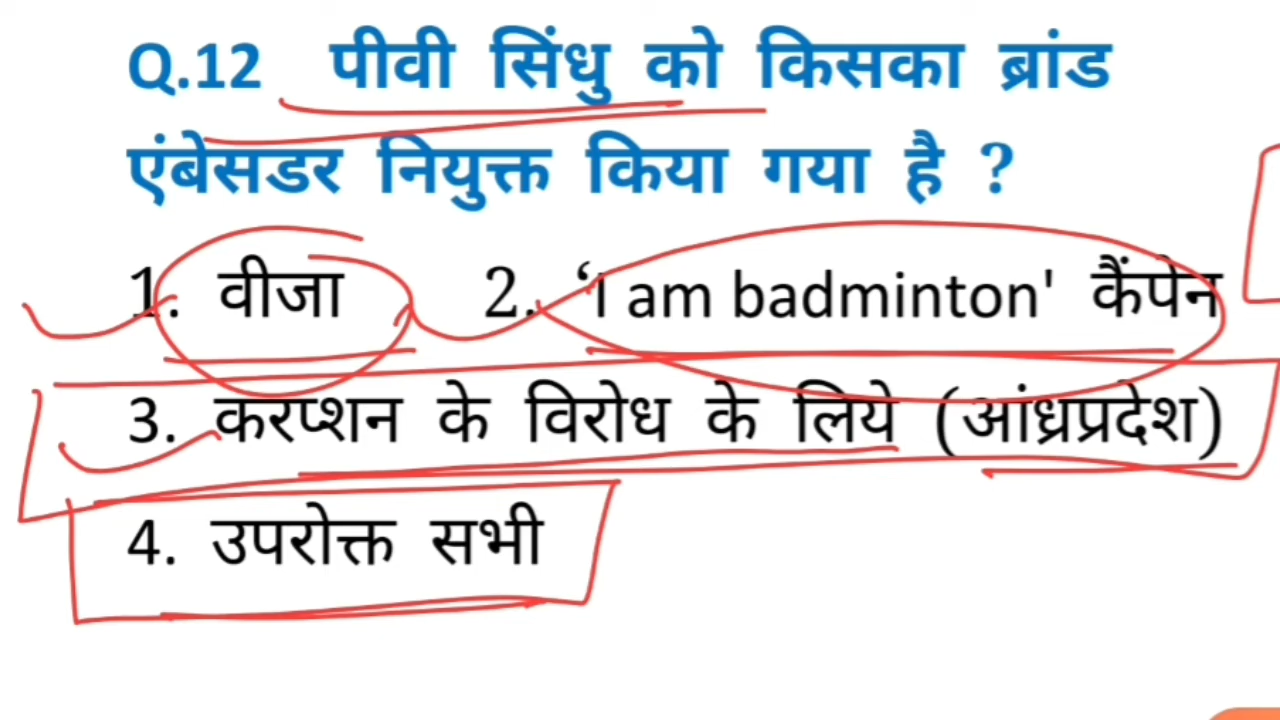 Q.12 पीवी सिंधु को किसका ब्रांड
एंबेसडर नियुक्त किया गया है ?
1. वीजा 2. ‘I am badminton' कैंपेन
3. करप्शन के विरोध के लिये (आंध्रप्रदेश)
4. उपरोक्त सभी